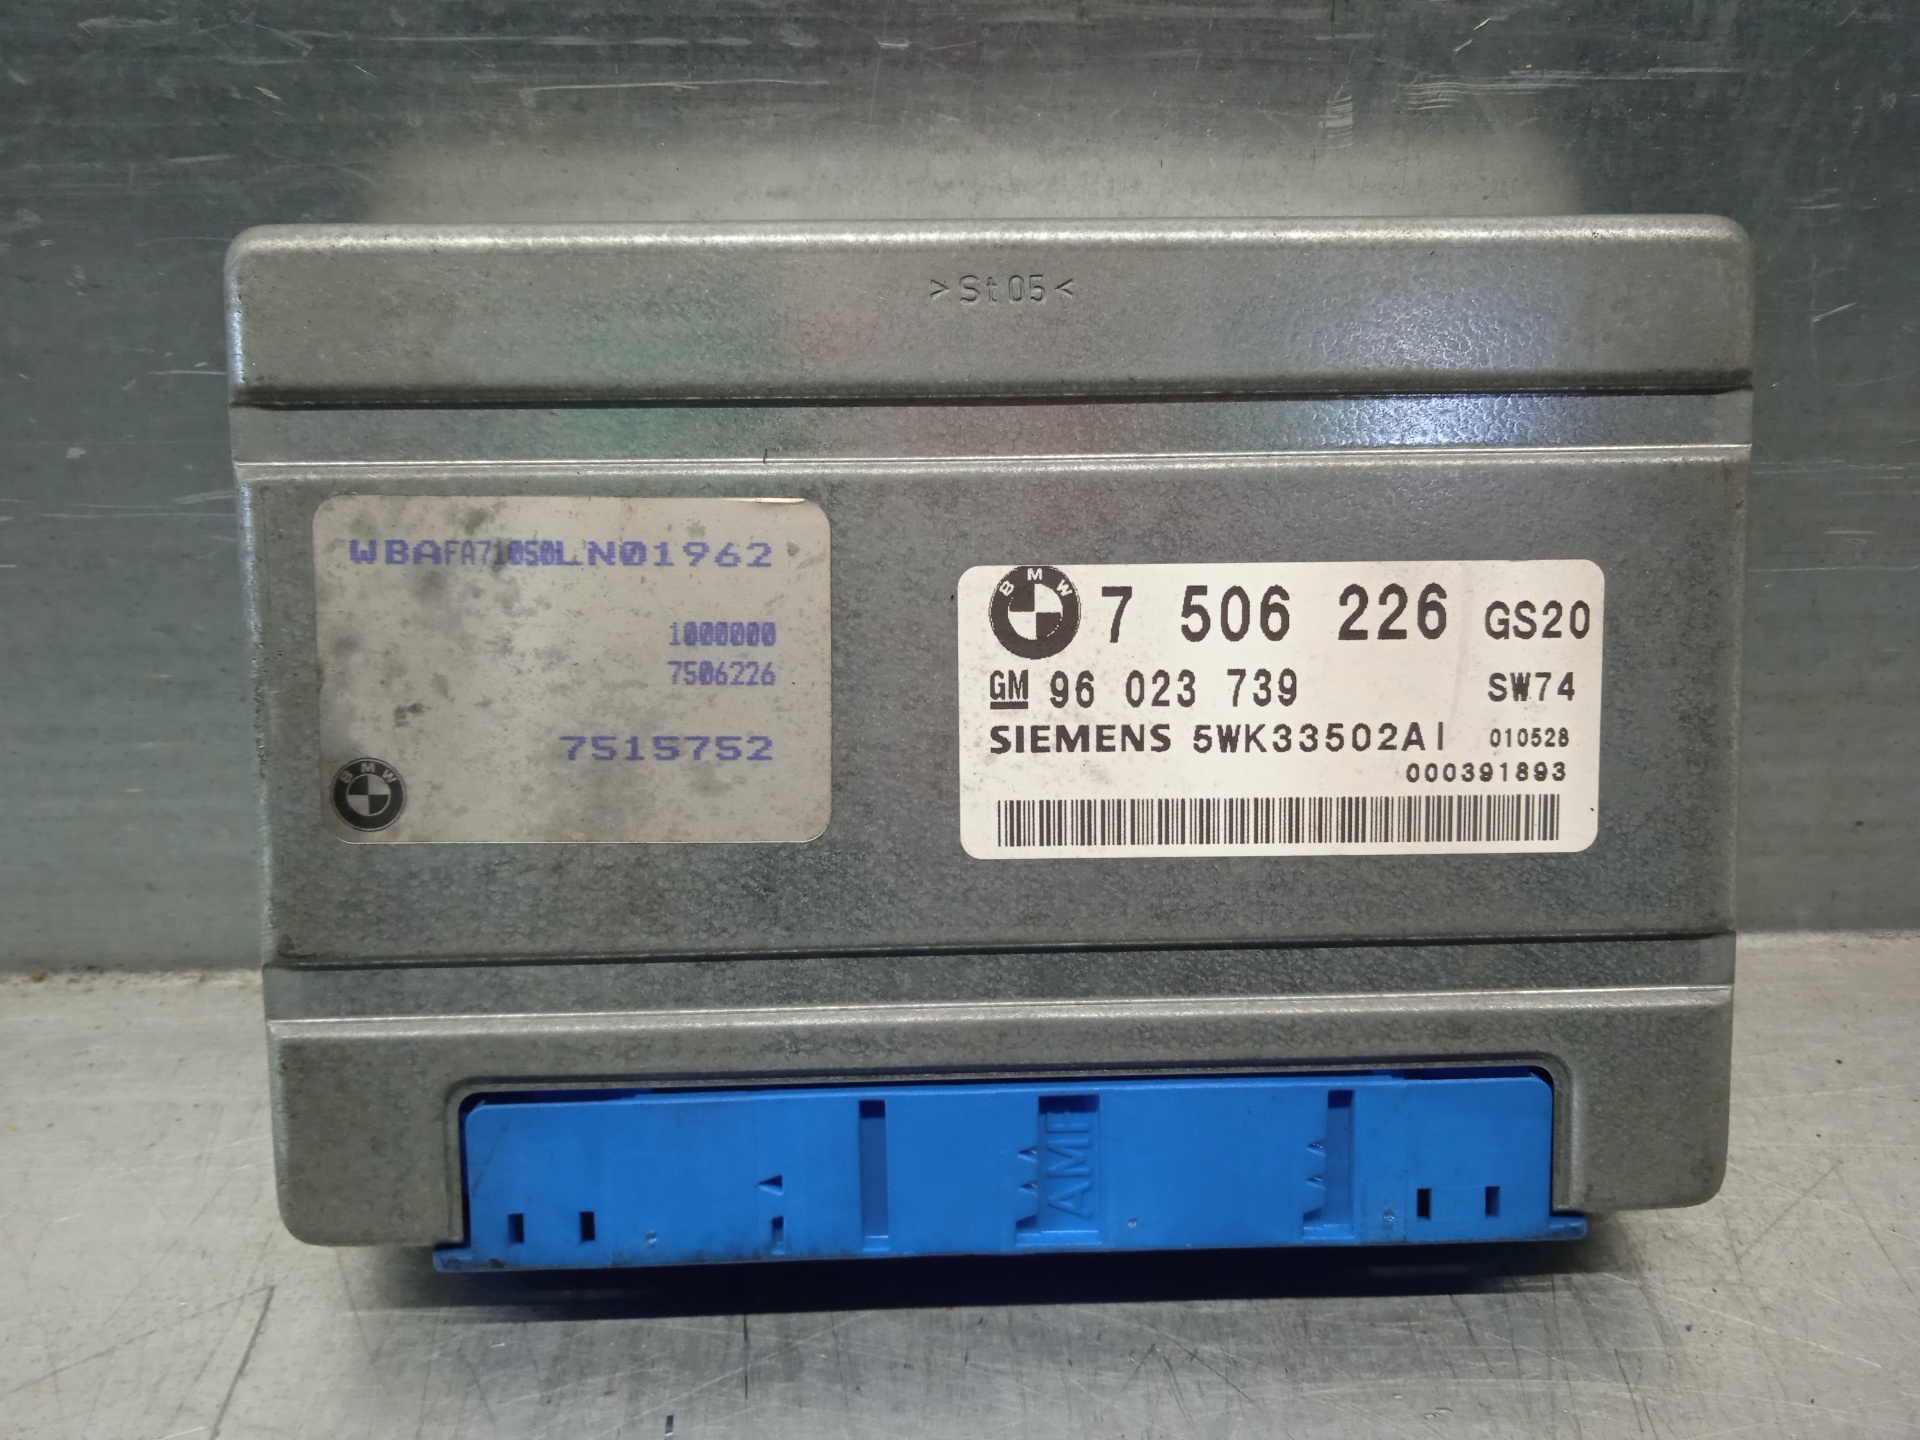 >St05<
WBAFA71050LN01962
1000000
7506226
7515752
BMW
BMW 7 506 226 GS20
GM 96 023 739 SW74
SIEMENS 5WK33502AI 010528
000391893
AMP